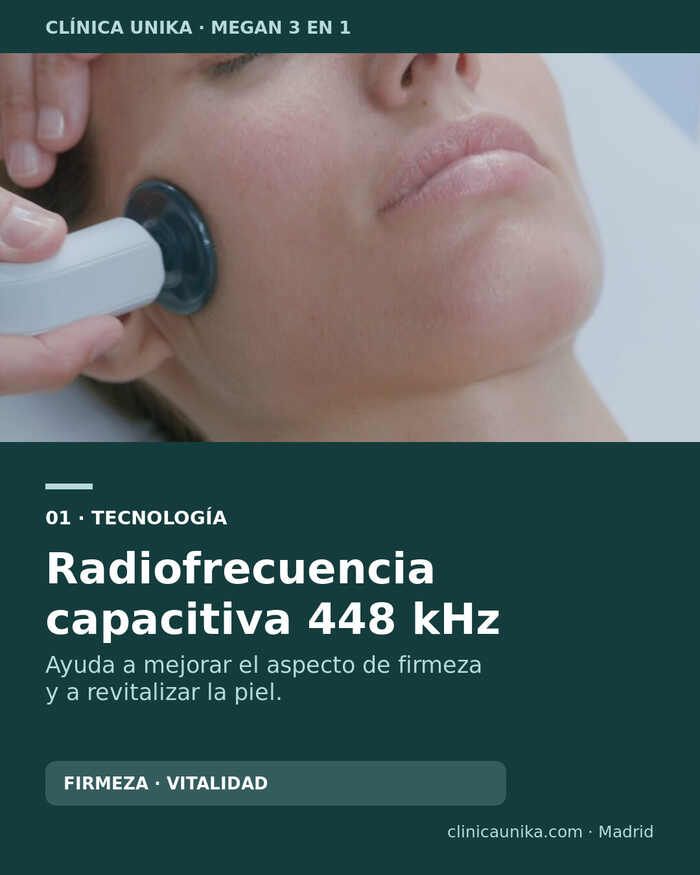 CLÍNICA UNIKA · MEGAN 3 EN 1
01 · TECNOLOGÍA
Radiofrecuencia
capacitiva 448 kHz
Ayuda a mejorar el aspecto de firmeza
y a revitalizar la piel.
FIRMEZA · VITALIDAD
clinicaunika.com · Madrid